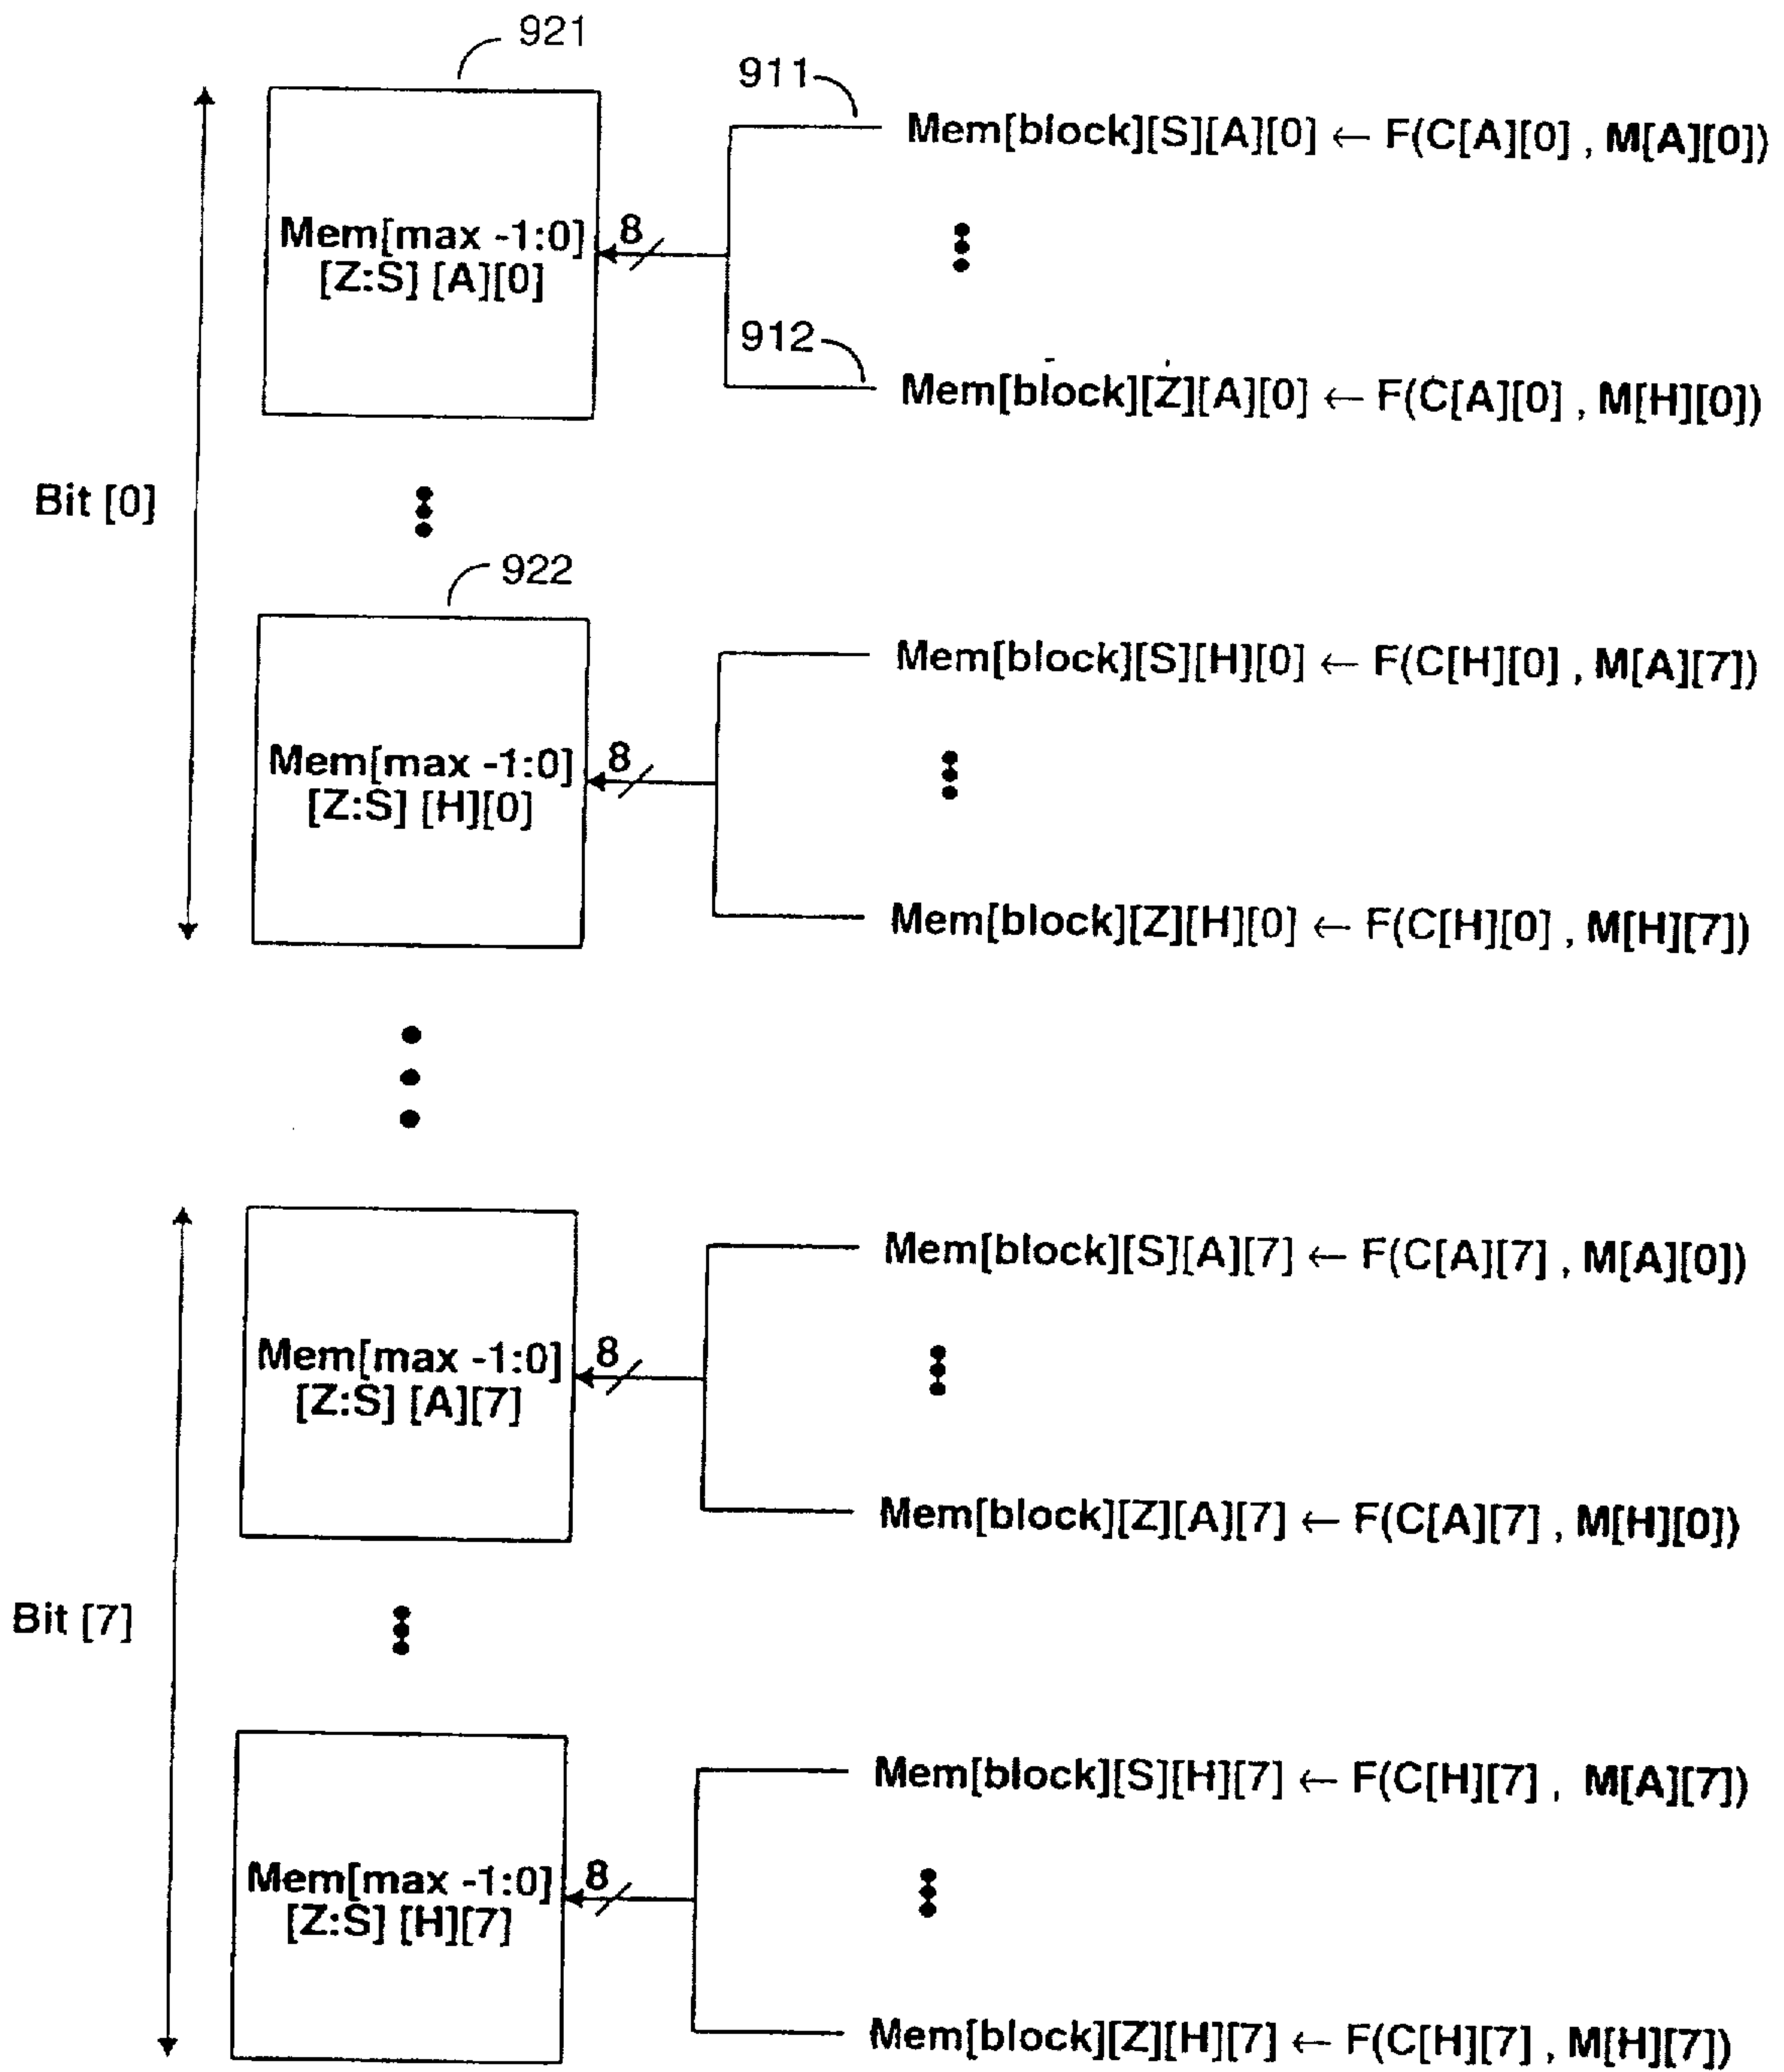 921
911
Mem[block][S][A][0] ← F(C[A][0] , M[A][0])
Mem[max -1:0]
[Z:S] [A][0]
8
912
Mem[block][Z][A][0] ← F(C[A][0] , M[H][0])
Bit [0]
922
Mem[block][S][H][0] ← F(C[H][0] , M[A][7])
Mem[max -1:0]
[Z:S] [H][0]
8
Mem[block][Z][H][0] ← F(C[H][0] , M[H][7])
Mem[block][S][A][7] ← F(C[A][7] , M[A][0])
Mem[max -1:0]
[Z:S] [A][7]
8
Mem[block][Z][A][7] ← F(C[A][7] , M[H][0])
Bit [7]
Mem[block][S][H][7] ← F(C[H][7] , M[A][7])
Mem[max -1:0]
[Z:S] [H][7]
8
Mem[block][Z][H][7] ← F(C[H][7] , M[H][7])